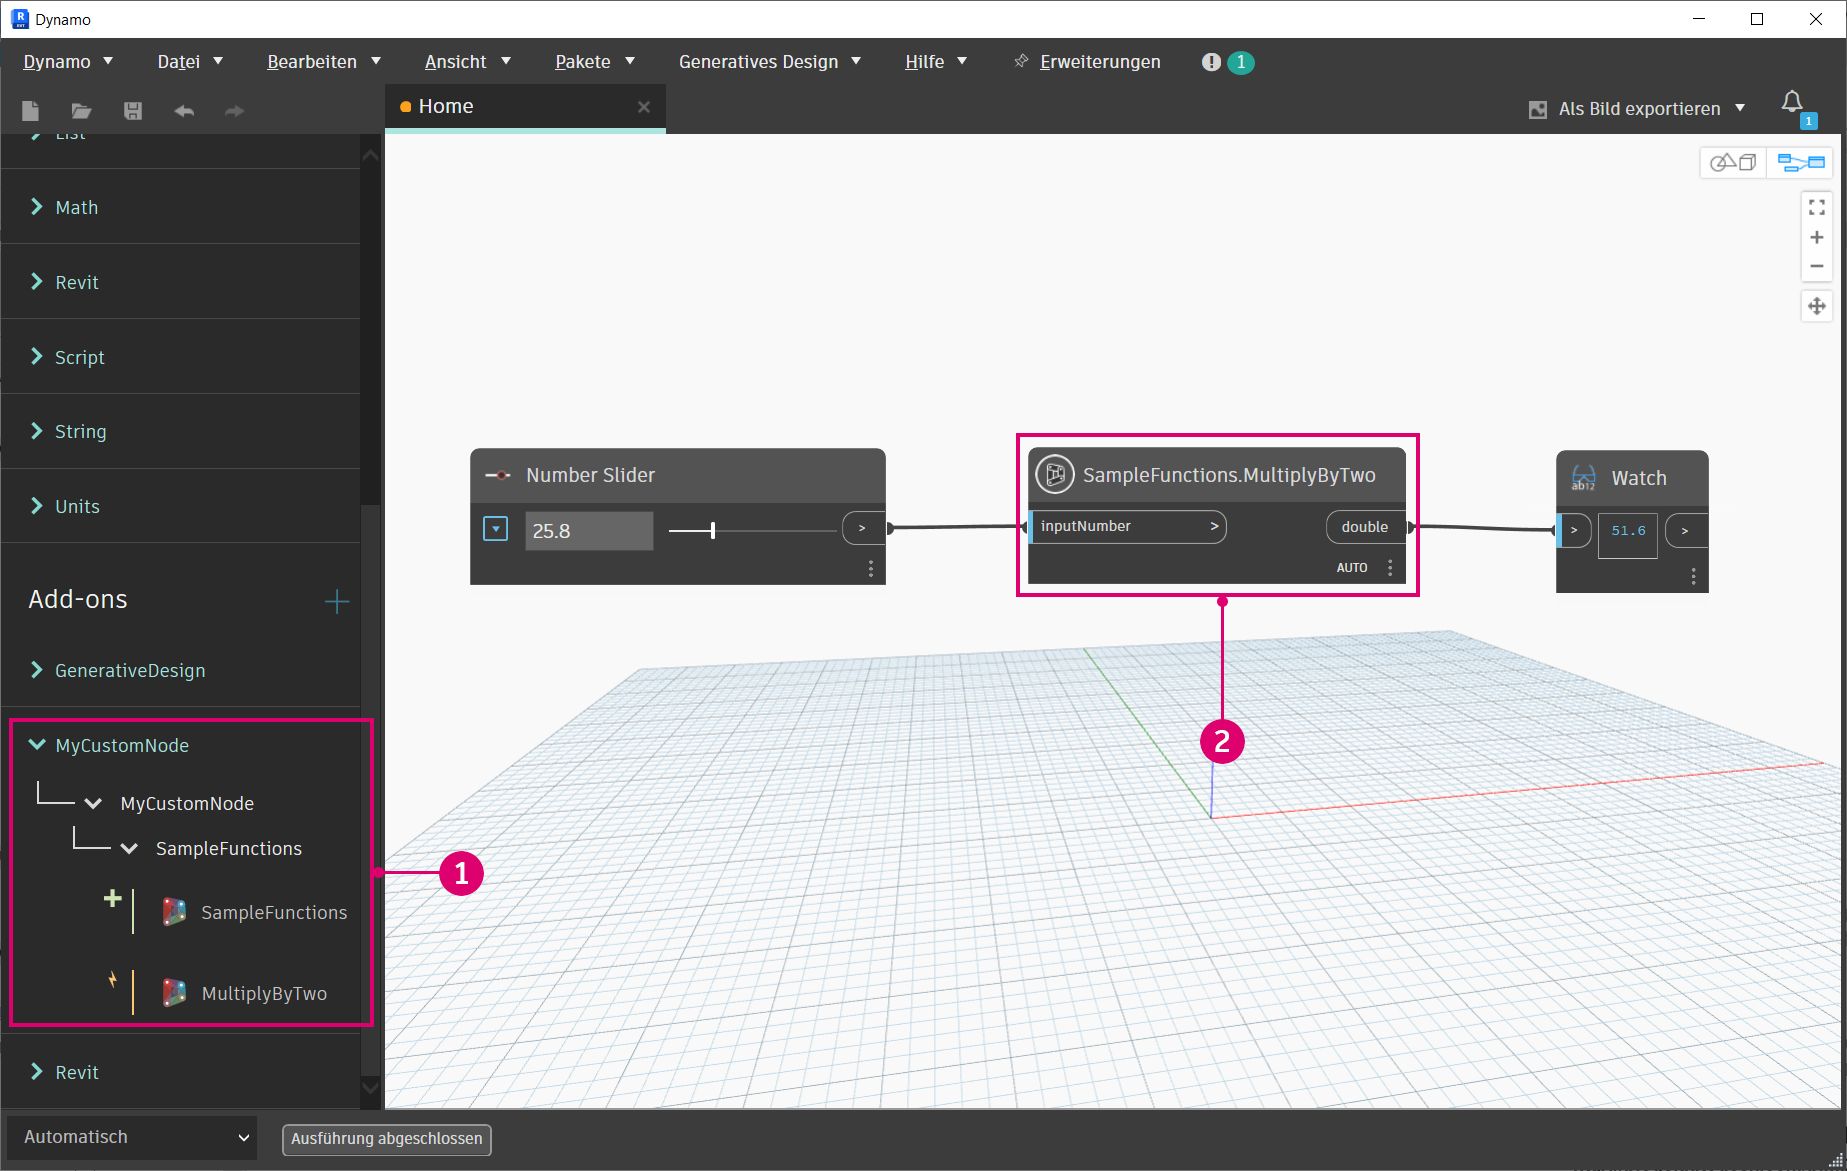 Dynamo
Dynamo Datei Bearbeiten Ansicht Pakete Generatives Design Hilfe Erweiterungen 1
Home Als Bild exportieren 1
List
Math
Revit
Script
String
Units
Add-ons
GenerativeDesign
MyCustomNode
MyCustomNode
SampleFunctions
SampleFunctions
MultiplyByTwo
Revit
Number Slider
25.8 >
SampleFunctions.MultiplyByTwo
inputNumber > double
AUTO
ab12 Watch
> 51.6 >
1
2
Automatisch Ausführung abgeschlossen